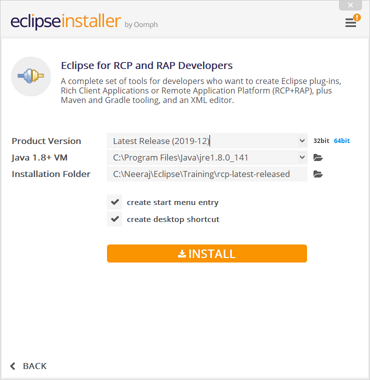 eclipseinstaller by Oomph
!
Eclipse for RCP and RAP Developers
A complete set of tools for developers who want to create Eclipse plug-ins,
Rich Client Applications or Remote Application Platform (RCP+RAP), plus
Maven and Gradle tooling, and an XML editor.
Product Version Latest Release (2019-12) 32bit 64bit
Java 1.8+ VM C:\Program Files\Java\jre1.8.0_141
Installation Folder C:\Neeraj\Eclipse\Training\rcp-latest-released
create start menu entry
create desktop shortcut
INSTALL
BACK